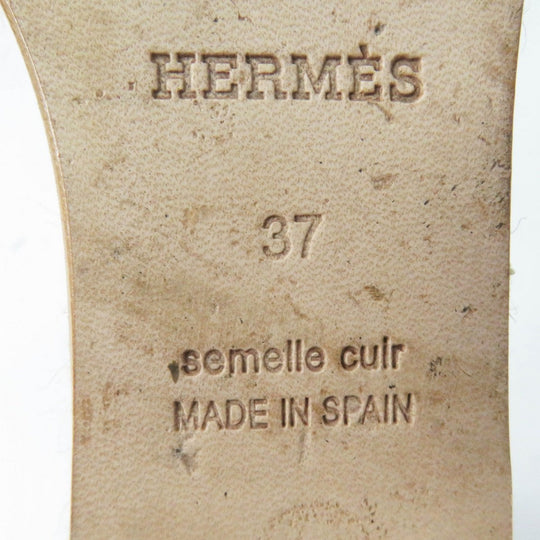 HERMÈS
37
semelle cuir
MADE IN SPAIN